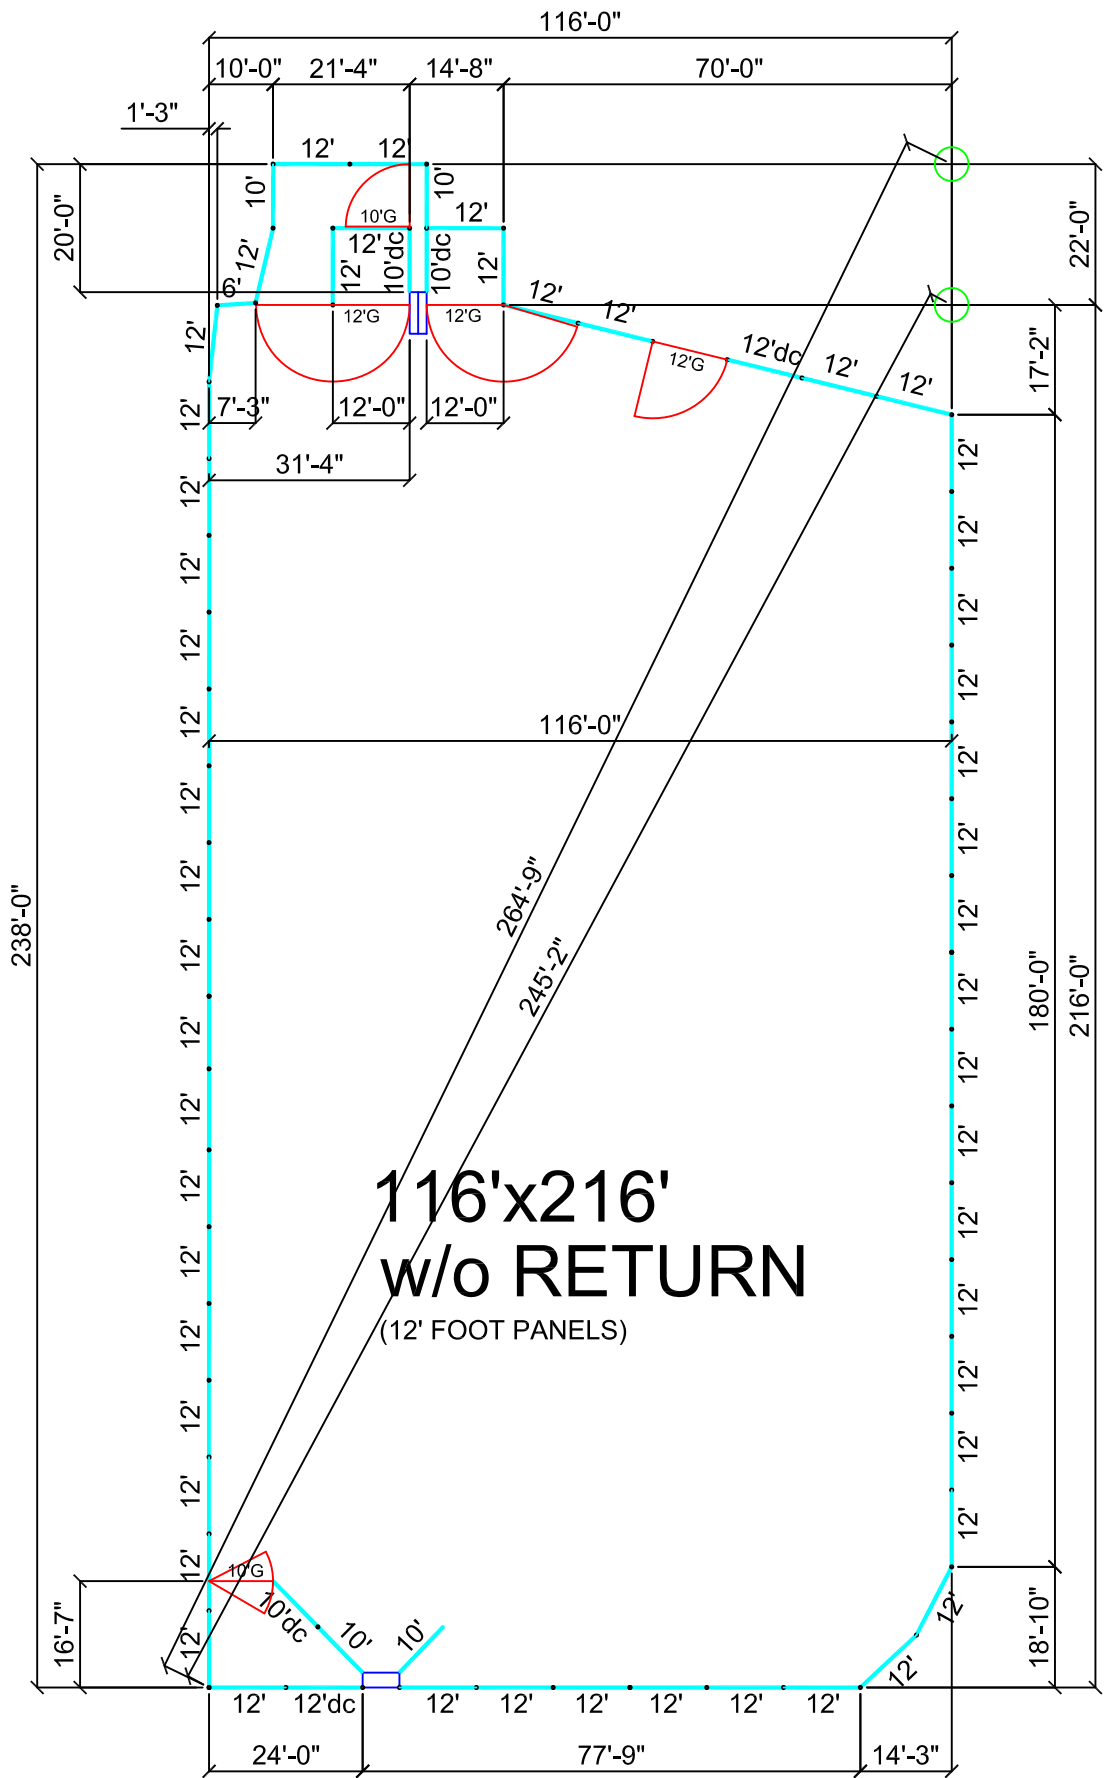 116'-0"
10'-0" 21'-4" 14'-8" 70'-0"
1'-3"
12' 12'
10' 10'
10'G 12'
20'-0" 22'-0"
12' 12' 12' 10'dc 10'dc 12'
6' 12'G 12'G 12' 12'
12' 12'G 12'dc 12' 12' 17'-2"
12' 7'-3" 12'-0" 12'-0"
31'-4" 12'
12' 12'
12' 12'
12' 12'
12' 116'-0" 12'
12' 12'
12' 264'-9" 12'
238'-0" 12' 245'-2" 12' 180'-0" 216'-0"
12' 12'
12' 12'
12' 116'x216' 12'
12' w/o RETURN 12'
12' (12' FOOT PANELS) 12'
12' 12'
12' 12'
12' 10'G
16'-7" 12' 10'dc 10' 10' 12' 18'-10"
12'
12' 12'dc 12' 12' 12' 12' 12' 12'
24'-0" 77'-9" 14'-3"